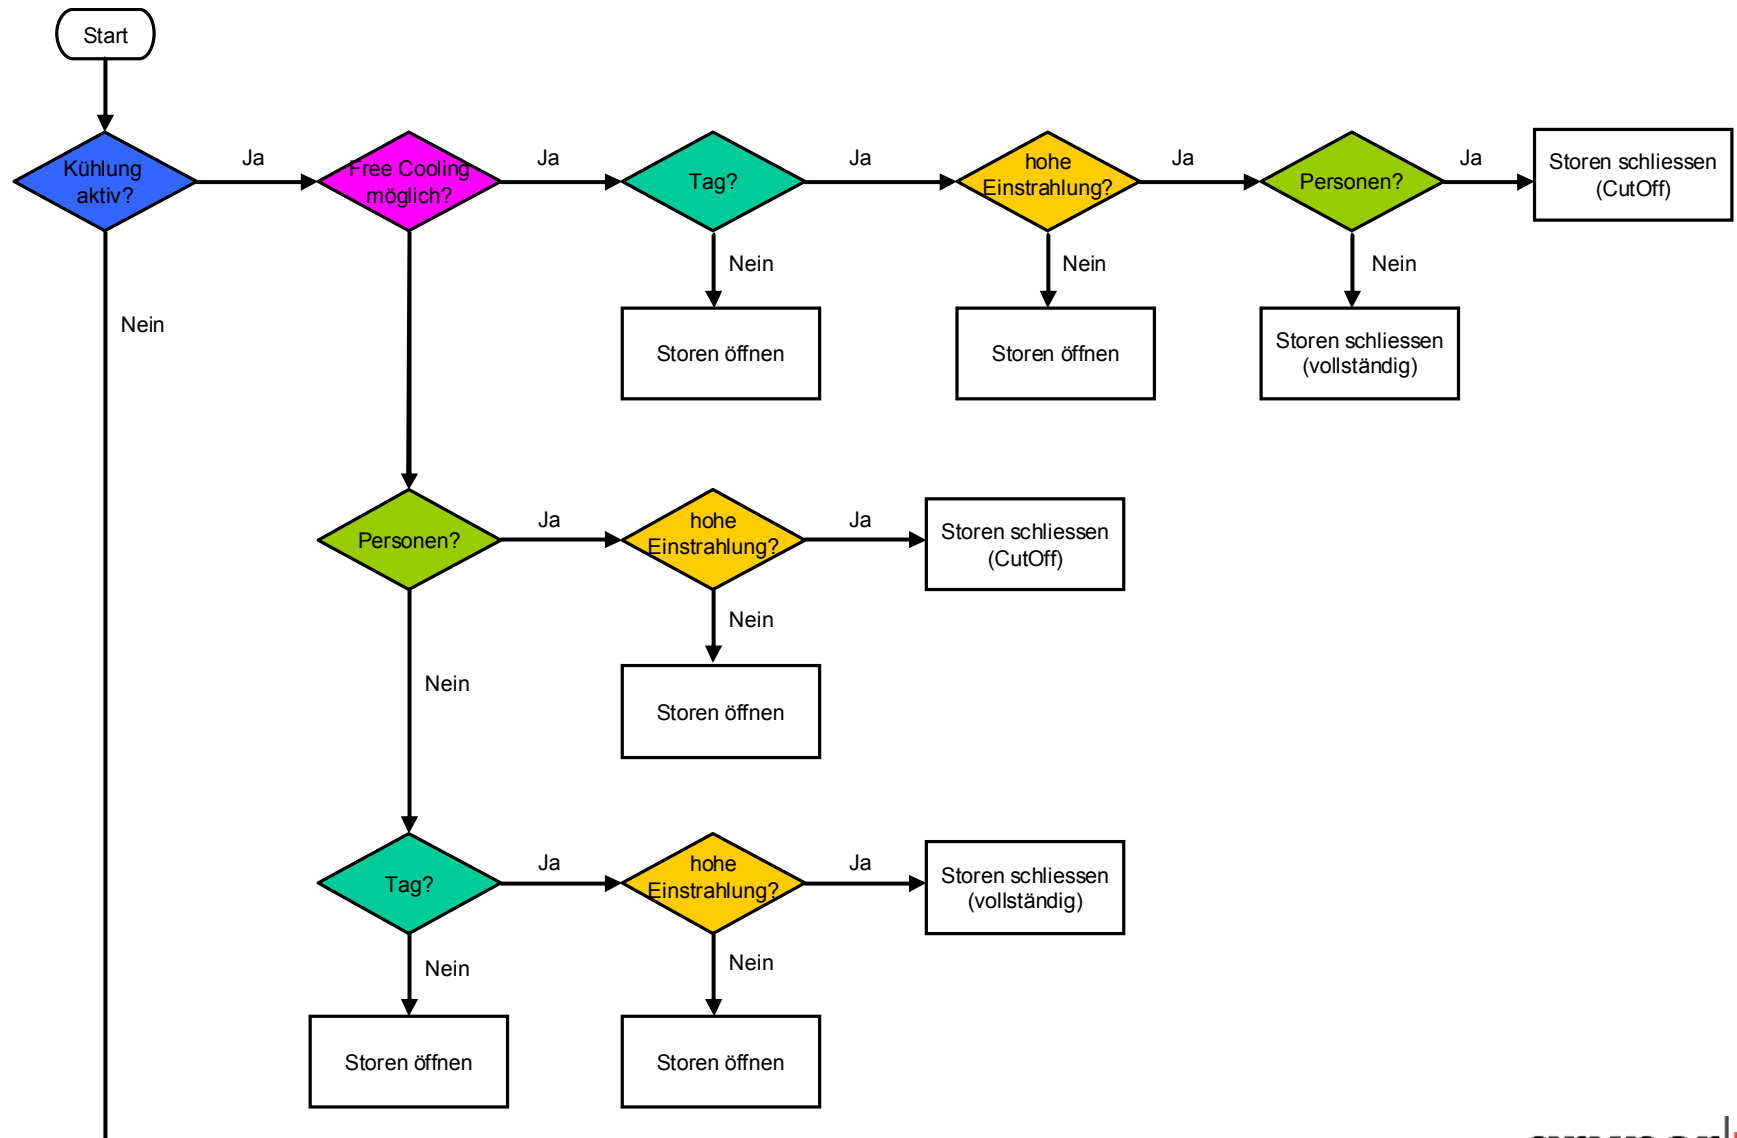 Start
Kühlung
aktiv?
Ja
Free Cooling
möglich?
Ja
Tag?
Ja
hohe
Einstrahlung?
Ja
Personen?
Ja
Storen schliessen
(CutOff)
Nein
Nein
Nein
Nein
Storen öffnen
Storen öffnen
Storen schliessen
(vollständig)
Personen?
Ja
hohe
Einstrahlung?
Ja
Storen schliessen
(CutOff)
Nein
Nein
Storen öffnen
Tag?
Ja
hohe
Einstrahlung?
Ja
Storen schliessen
(vollständig)
Nein
Nein
Storen öffnen
Storen öffnen